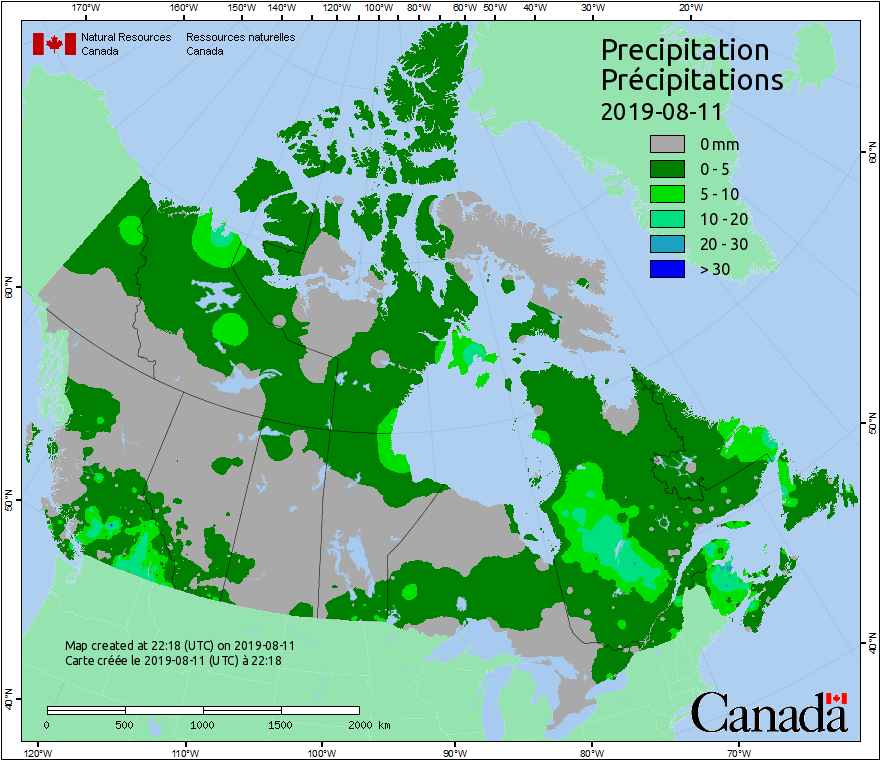 170°W 160°W 150°W 140°W 130°W 120°W 110°W 100°W 90°W 80°W 60°W 50°W 40°W 30°W 20°W
Natural Resources Canada
Ressources naturelles Canada
Precipitation
Précipitations
2019-08-11
0 mm
0 - 5
5 - 10
10 - 20
20 - 30
> 30
60°N
60°N
50°N
50°N
40°N
40°N
Map created at 22:18 (UTC) on 2019-08-11
Carte créée le 2019-08-11 (UTC) à 22:18
0 500 1000 1500 2000 km
Canada
120°W 110°W 100°W 90°W 80°W 70°W